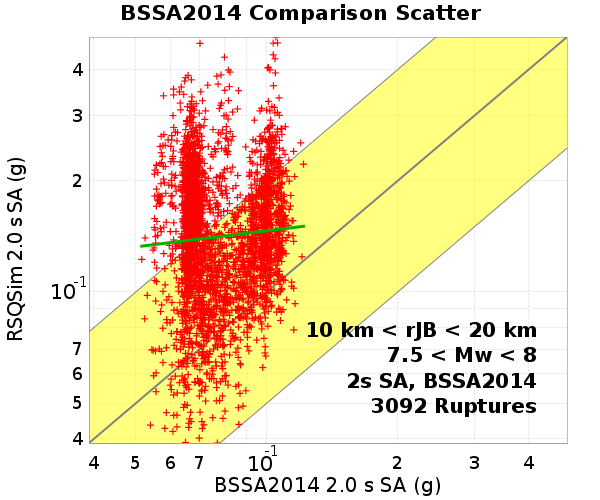 BSSA2014 Comparison Scatter
RSQSim 2.0 s SA (g)
4
3
2
10-1
7
6
5
4
10 km < rJB < 20 km
7.5 < Mw < 8
2s SA, BSSA2014
3092 Ruptures
4 5 6 7 10-1 2 3 4
BSSA2014 2.0 s SA (g)